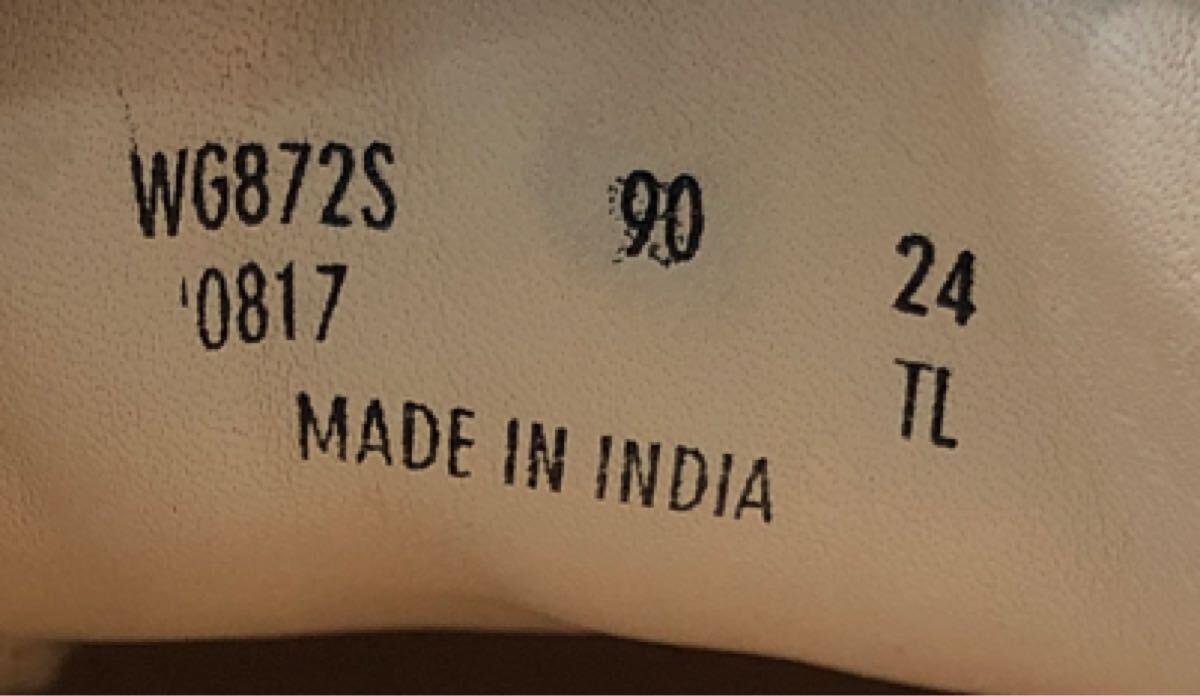 WG872S 90 24
'0817 TL
MADE IN INDIA